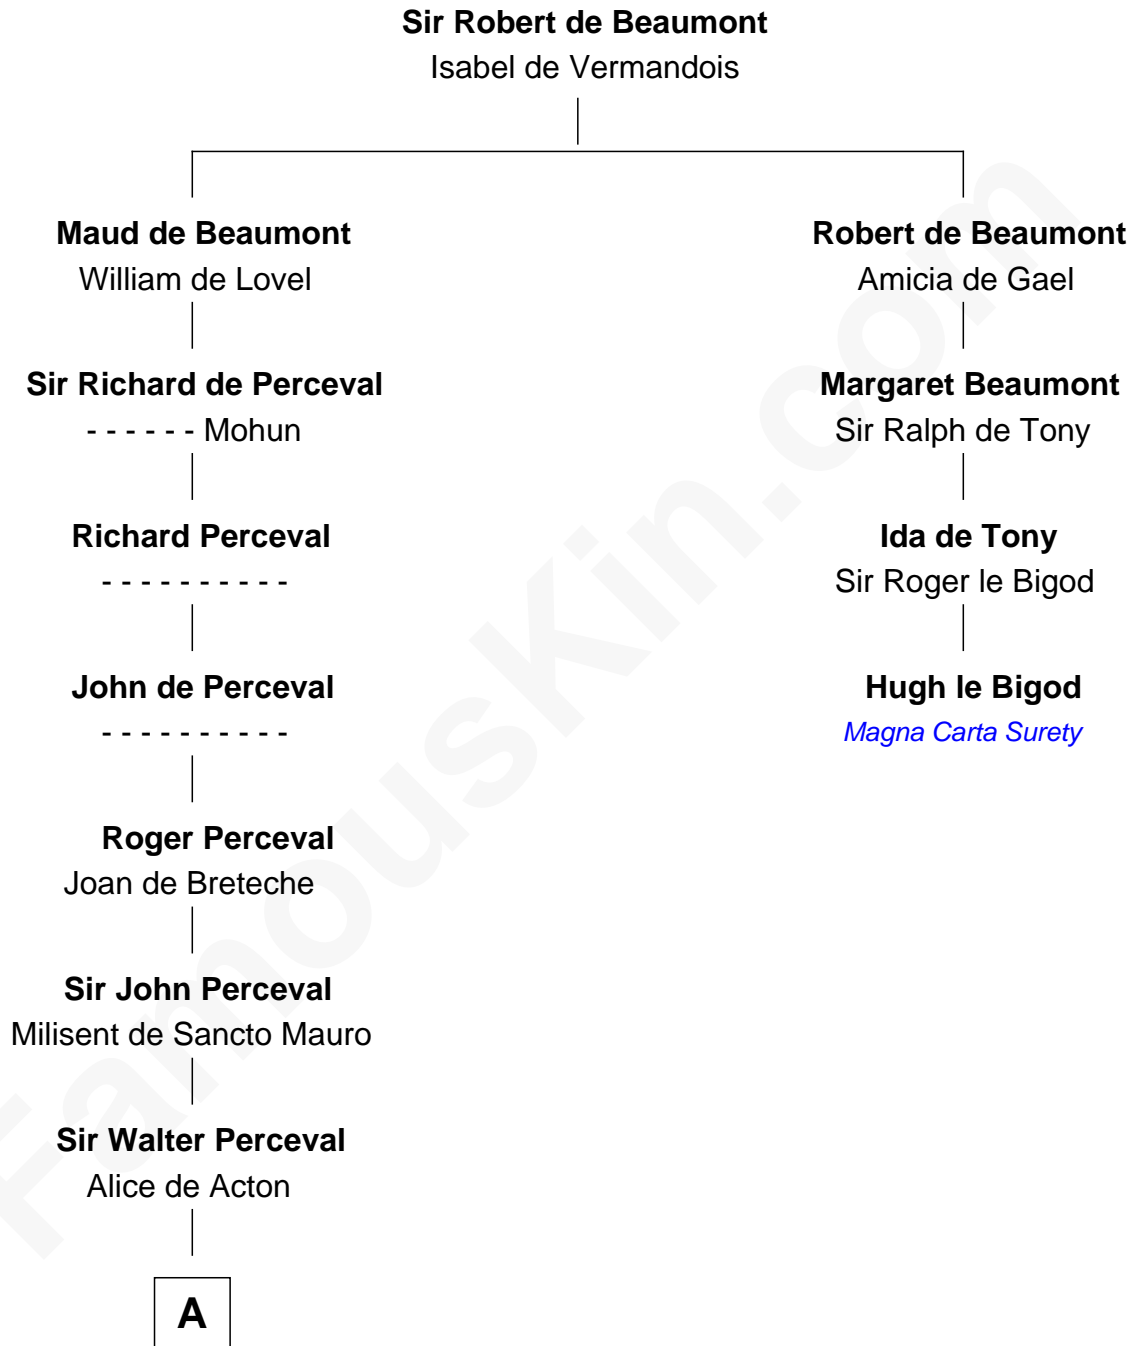 Sir Robert de Beaumont
Isabel de Vermandois
Maud de Beaumont
William de Lovel
Sir Richard de Perceval
- - - - - - Mohun
Richard Perceval
- - - - - - - - - -
John de Perceval
- - - - - - - - - -
Roger Perceval
Joan de Breteche
Sir John Perceval
Milisent de Sancto Mauro
Sir Walter Perceval
Alice de Acton
A
Robert de Beaumont
Amicia de Gael
Margaret Beaumont
Sir Ralph de Tony
Ida de Tony
Sir Roger le Bigod
Hugh le Bigod
Magna Carta Surety
FamousKin.com